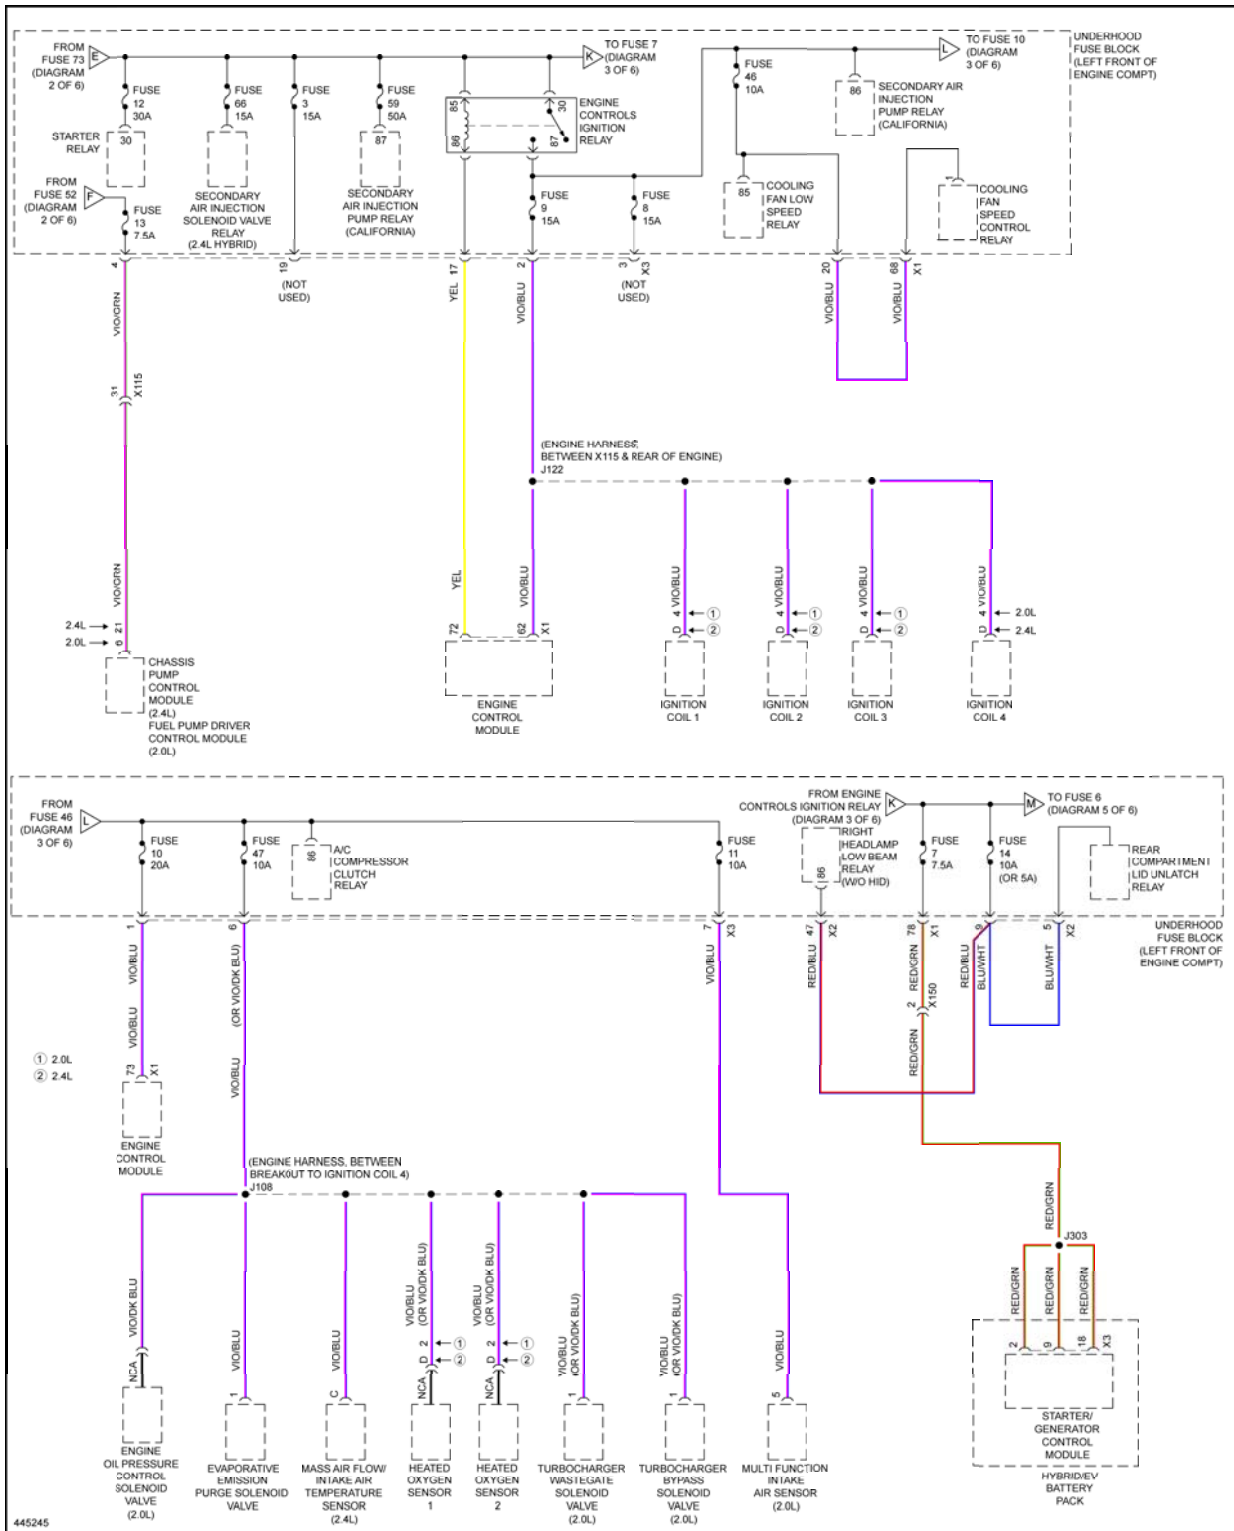 FROM
FUSE 73
(DIAGRAM
2 OF 6)
E
TO FUSE 7
(DIAGRAM
3 OF 6)
K
L
TO FUSE 10
(DIAGRAM
3 OF 6)
UNDERHOOD
FUSE BLOCK
(LEFT FRONT OF
ENGINE COMPT)
FUSE
12
30A
FUSE
66
15A
FUSE
3
15A
FUSE
59
50A
85
30
86
87
ENGINE
CONTROLS
IGNITION
RELAY
FUSE
46
10A
86
SECONDARY AIR
INJECTION
PUMP RELAY
(CALIFORNIA)
STARTER
RELAY
30
87
FROM
FUSE 52
(DIAGRAM
2 OF 6)
F
FUSE
13
7.5A
SECONDARY
AIR INJECTION
SOLENOID VALVE
RELAY
(2.4L HYBRID)
SECONDARY
AIR INJECTION
PUMP RELAY
(CALIFORNIA)
FUSE
9
15A
FUSE
8
15A
85
COOLING
FAN LOW
SPEED
RELAY
1
COOLING
FAN
SPEED
CONTROL
RELAY
4
19
(NOT
USED)
17
2
3
X3
(NOT
USED)
20
68
X1
VIO/GRN
YEL
VIO/BLU
VIO/BLU
VIO/BLU
31
X115
(ENGINE HARNESS,
BETWEEN X115 & REAR OF ENGINE)
J122
VIO/GRN
YEL
VIO/BLU
VIO/BLU
VIO/BLU
VIO/BLU
VIO/BLU
2.4L
21
2.0L
6
72
62
X1
4
1
D
2
4
1
D
2
4
1
D
2
4
2.0L
D
2.4L
CHASSIS
PUMP
CONTROL
MODULE
(2.4L)
FUEL PUMP DRIVER
CONTROL MODULE
(2.0L)
ENGINE
CONTROL
MODULE
IGNITION
COIL 1
IGNITION
COIL 2
IGNITION
COIL 3
IGNITION
COIL 4
FROM
FUSE 46
(DIAGRAM
3 OF 6)
L
FUSE
10
20A
FUSE
47
10A
86
A/C
COMPRESSOR
CLUTCH
RELAY
FUSE
11
10A
FROM ENGINE
CONTROLS IGNITION RELAY
(DIAGRAM 3 OF 6)
K
M
TO FUSE 6
(DIAGRAM 5 OF 6)
RIGHT
HEADLAMP
LOW BEAM
RELAY
(W/O HID)
86
FUSE
7
7.5A
FUSE
14
10A
(OR 5A)
REAR
COMPARTMENT
LID UNLATCH
RELAY
UNDERHOOD
FUSE BLOCK
(LEFT FRONT OF
ENGINE COMPT)
1
6
7
X3
47
X2
78
X1
9
5
X2
VIO/BLU
(OR VIO/DK BLU)
VIO/BLU
RED/BLU
RED/GRN
RED/BLU
BLU/WHT
BLU/WHT
2
X150
VIO/BLU
VIO/BLU
RED/GRN
1 2.0L
2 2.4L
73
X1
ENGINE
CONTROL
MODULE
(ENGINE HARNESS, BETWEEN
BREAKOUT TO IGNITION COIL 4)
J108
RED/GRN
J303
VIO/DK BLU
VIO/BLU
VIO/BLU
VIO/BLU
(OR VIO/DK BLU)
VIO/BLU
(OR VIO/DK BLU)
VIO/BLU
(OR VIO/DK BLU)
VIO/BLU
(OR VIO/DK BLU)
VIO/BLU
RED/GRN
RED/GRN
RED/GRN
2
1
D
2
2
1
D
2
NCA
1
C
NCA
NCA
1
1
5
2
9
18
X3
ENGINE
OIL PRESSURE
CONTROL
SOLENOID
VALVE
(2.0L)
EVAPORATIVE
EMISSION
PURGE SOLENOID
VALVE
MASS AIR FLOW/
INTAKE AIR
TEMPERATURE
SENSOR
(2.4L)
HEATED
OXYGEN
SENSOR
1
HEATED
OXYGEN
SENSOR
2
TURBOCHARGER
WASTEGATE
SOLENOID
VALVE
(2.0L)
TURBOCHARGER
BYPASS
SOLENOID
VALVE
(2.0L)
MULTI FUNCTION
INTAKE
AIR SENSOR
(2.0L)
STARTER/
GENERATOR
CONTROL
MODULE
HYBRID/EV
BATTERY
PACK
445245